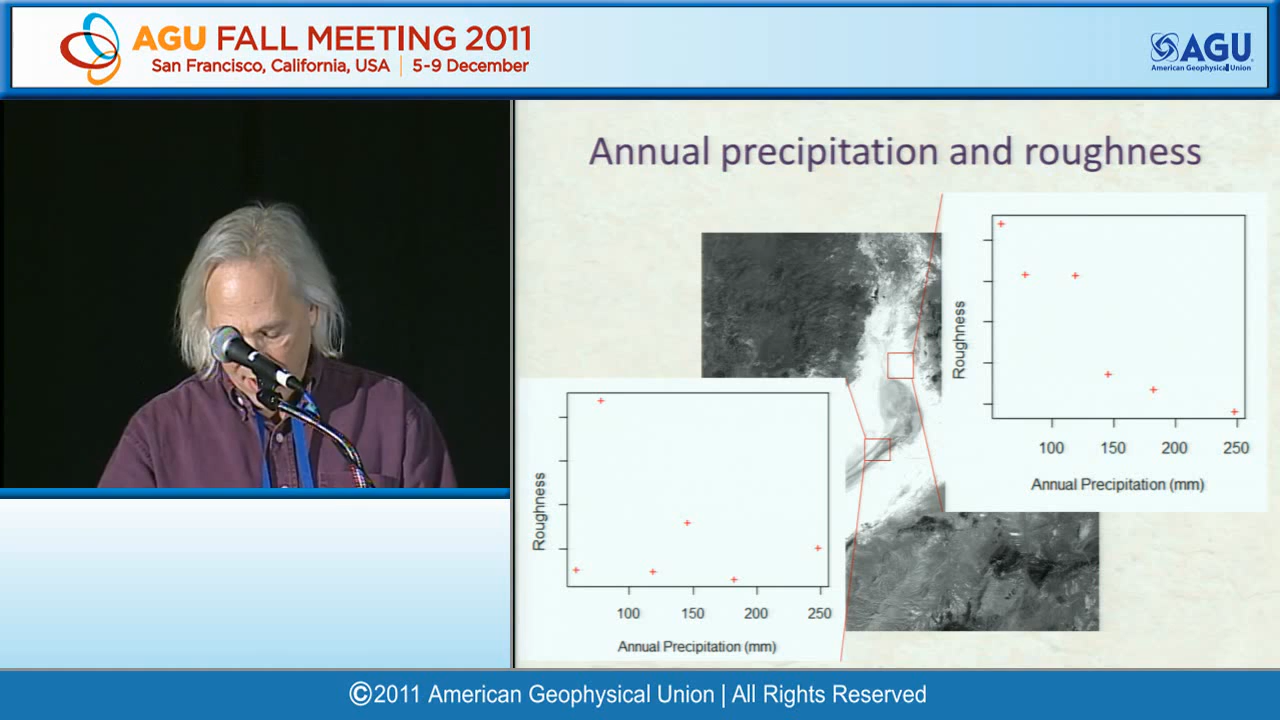 AGU FALL MEETING 2011
San Francisco, California, USA | 5-9 December
AGU
American Geophysical Union
Annual precipitation and roughness
Roughness
100 150 200 250
Annual Precipitation (mm)
Roughness
100 150 200 250
Annual Precipitation (mm)
©2011 American Geophysical Union | All Rights Reserved